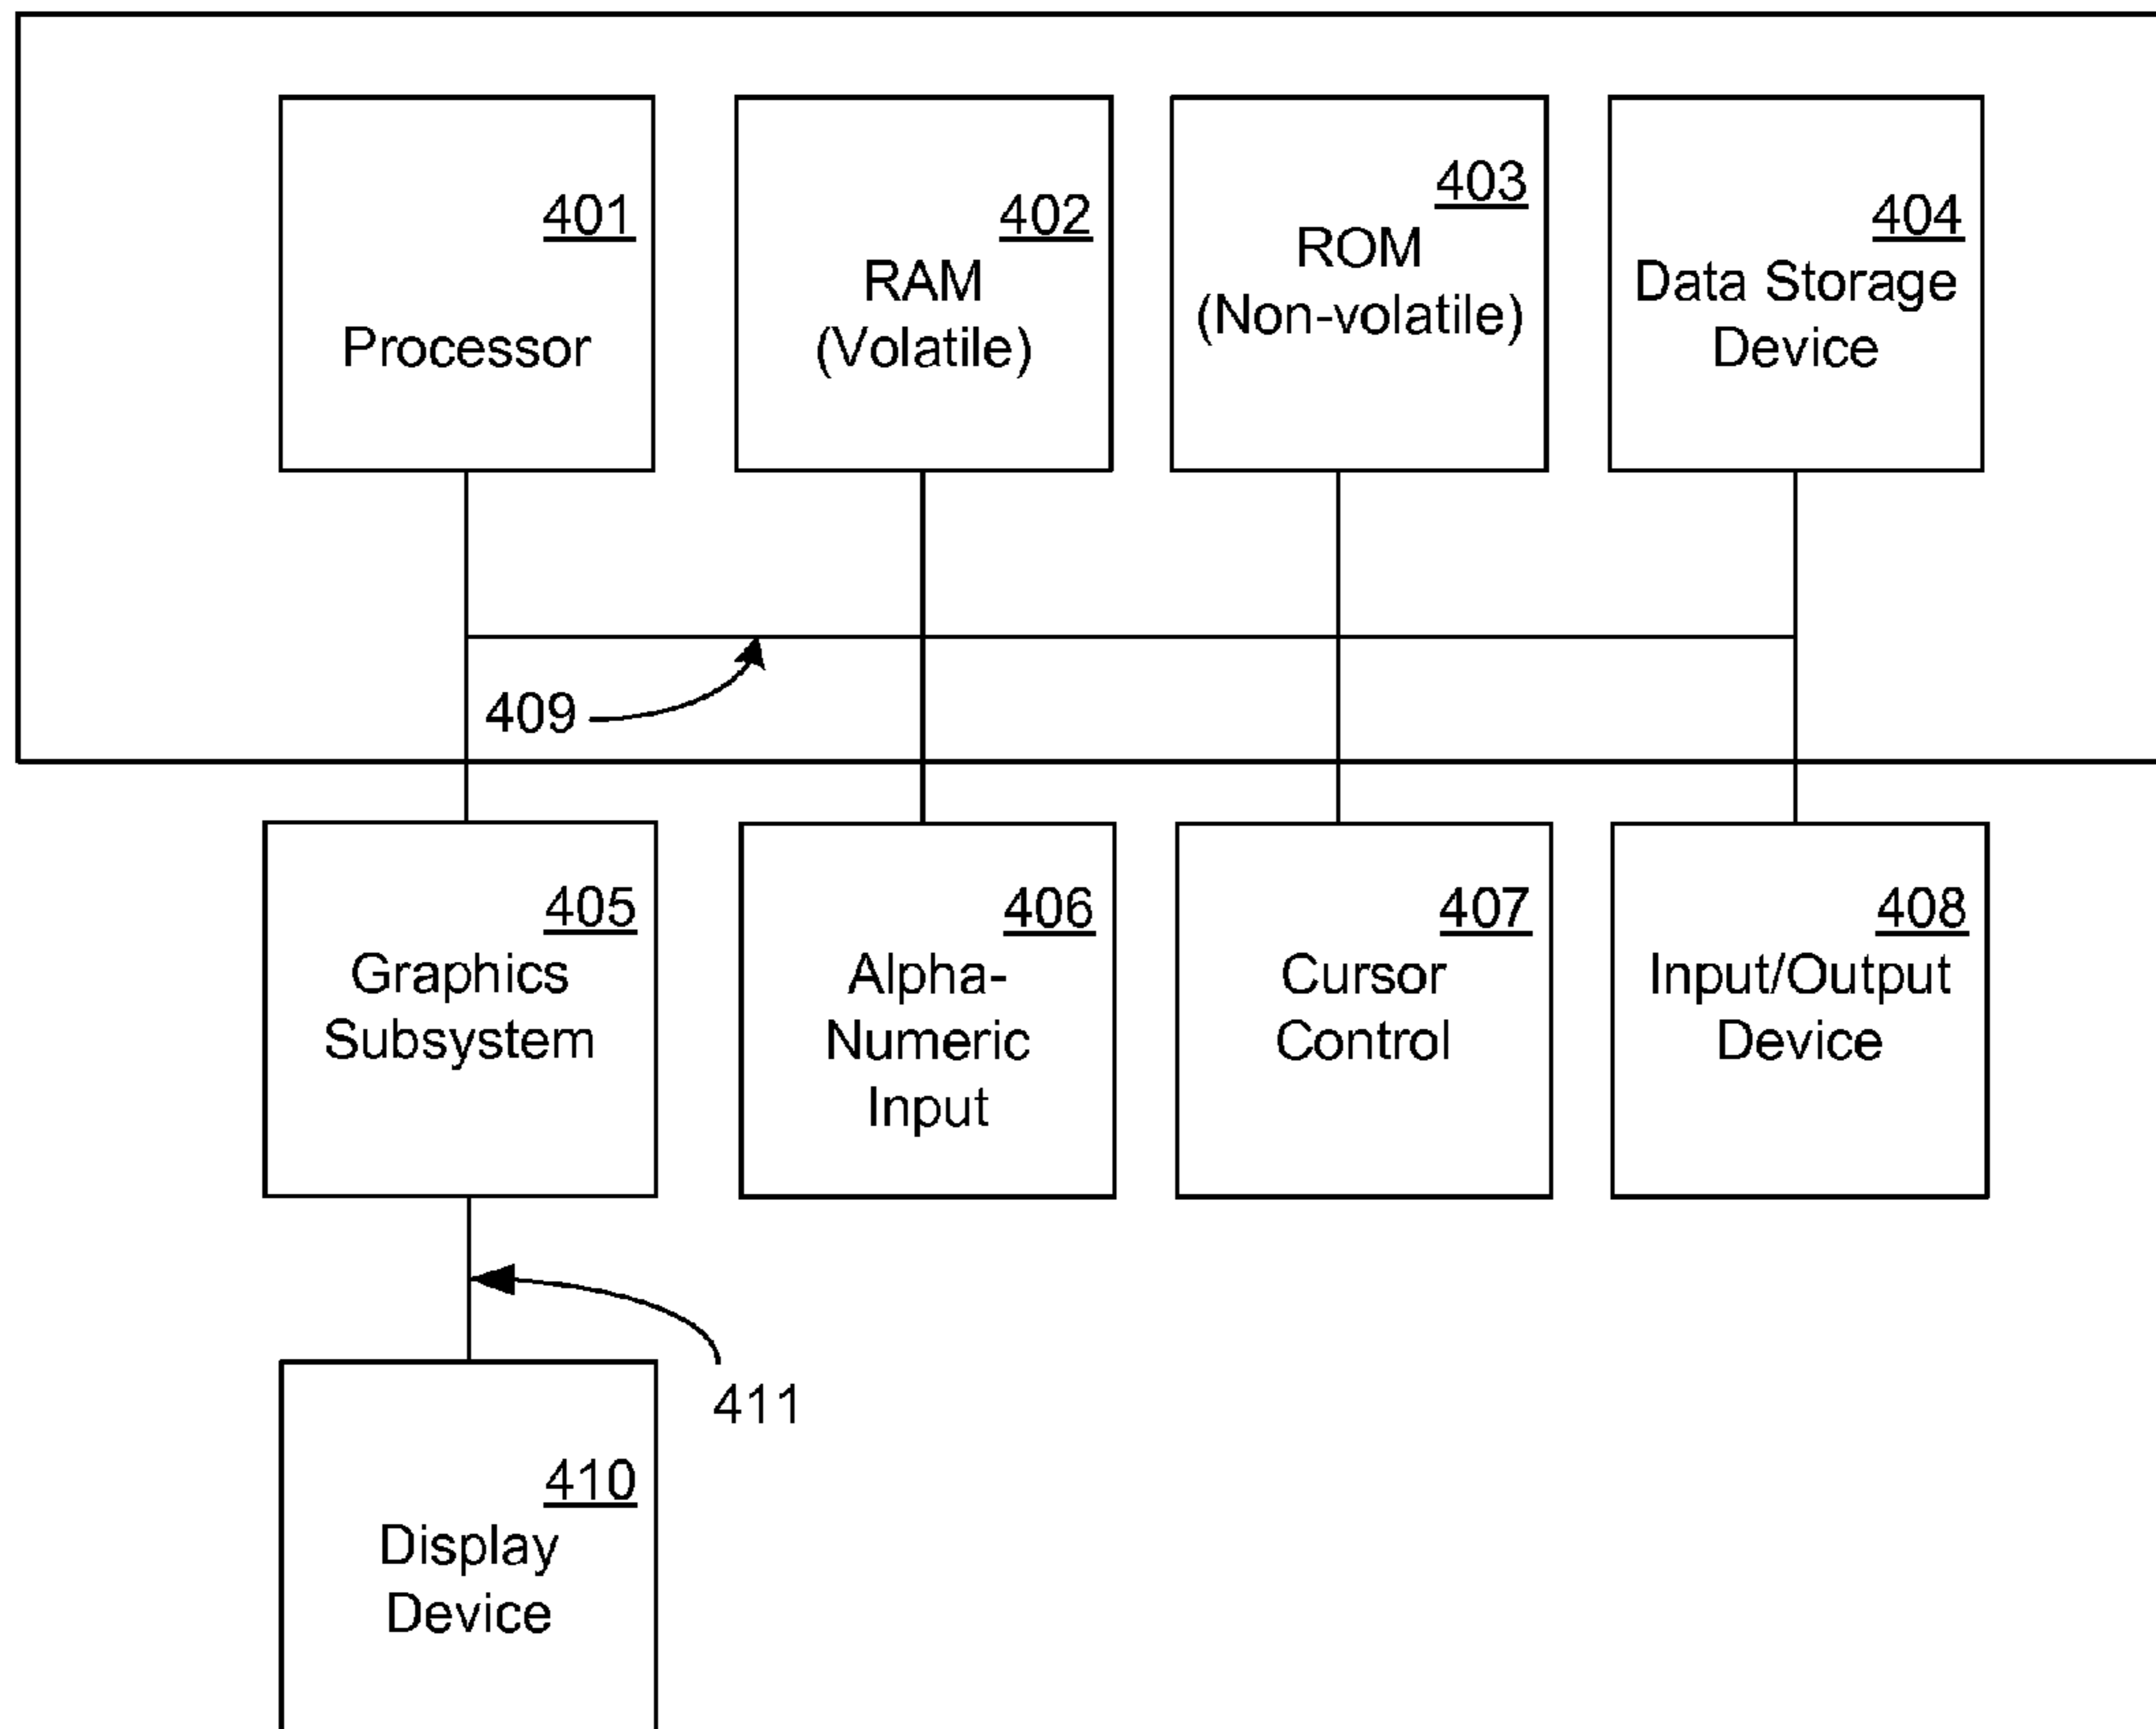 401
Processor
402
RAM
(Volatile)
403
ROM
(Non-volatile)
404
Data Storage
Device
409
405
Graphics
Subsystem
406
Alpha-
Numeric
Input
407
Cursor
Control
408
Input/Output
Device
411
410
Display
Device